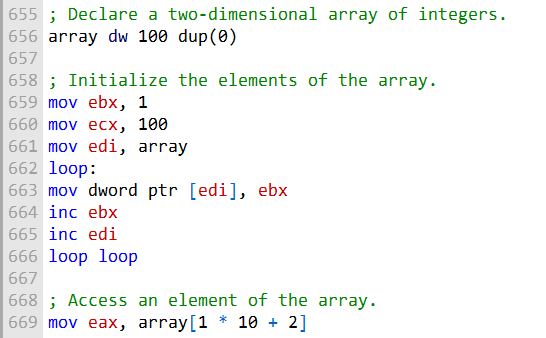 655 ; Declare a two-dimensional array of integers.
656 array dw 100 dup(0)
657
658 ; Initialize the elements of the array.
659 mov ebx, 1
660 mov ecx, 100
661 mov edi, array
662 loop:
663 mov dword ptr [edi], ebx
664 inc ebx
665 inc edi
666 loop loop
667
668 ; Access an element of the array.
669 mov eax, array[1 * 10 + 2]